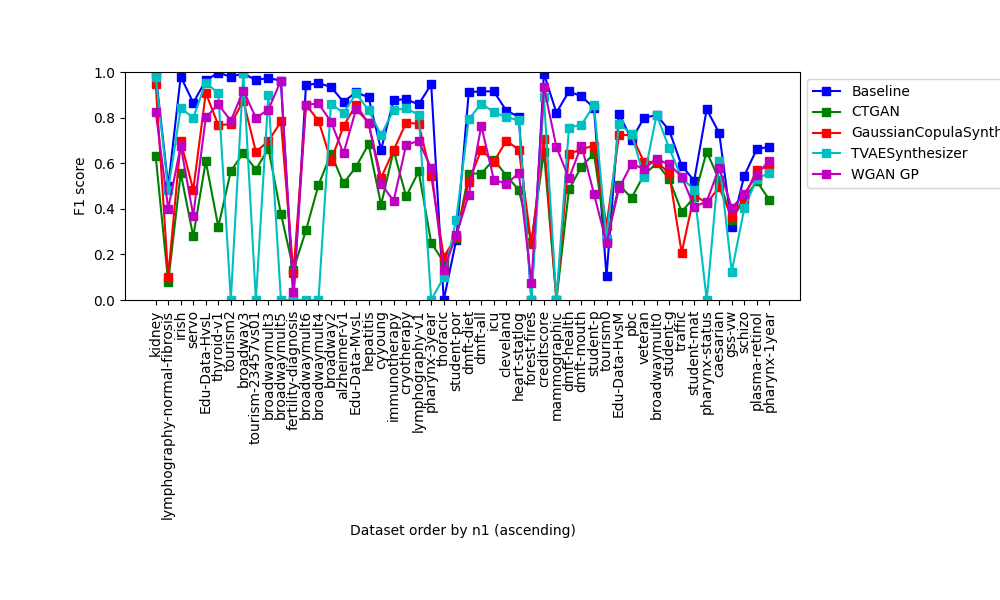 1.0
0.8
0.6
0.4
0.2
0.0
F1 score
Baseline
CTGAN
GaussianCopulaSynth
TVAESynthesizer
WGAN GP
kidney
lymphography-normal-fibrosis
irish
servo
Edu-Data-HvsL
thyroid-v1
tourism2
broadway3
tourism-23457vs01
broadwaymult3
broadwaymult5
fertility-diagnosis
broadwaymult6
broadwaymult4
broadway2
alzheimer-v1
Edu-Data-MvsL
hepatitis
cyyoung
immunotherapy
cryotherapy
lymphography-v1
pharynx-3year
thoracic
student-por
dmft-diet
dmft-all
icu
cleveland
heart-statlog
forest-fires
creditscore
mammographic
dmft-health
dmft-mouth
student-p
tourism0
Edu-Data-HvsM
pbc
veteran
broadwaymult0
student-g
traffic
student-mat
pharynx-status
caesarian
gss-vw
schizo
plasma-retinol
pharynx-1year
Dataset order by n1 (ascending)